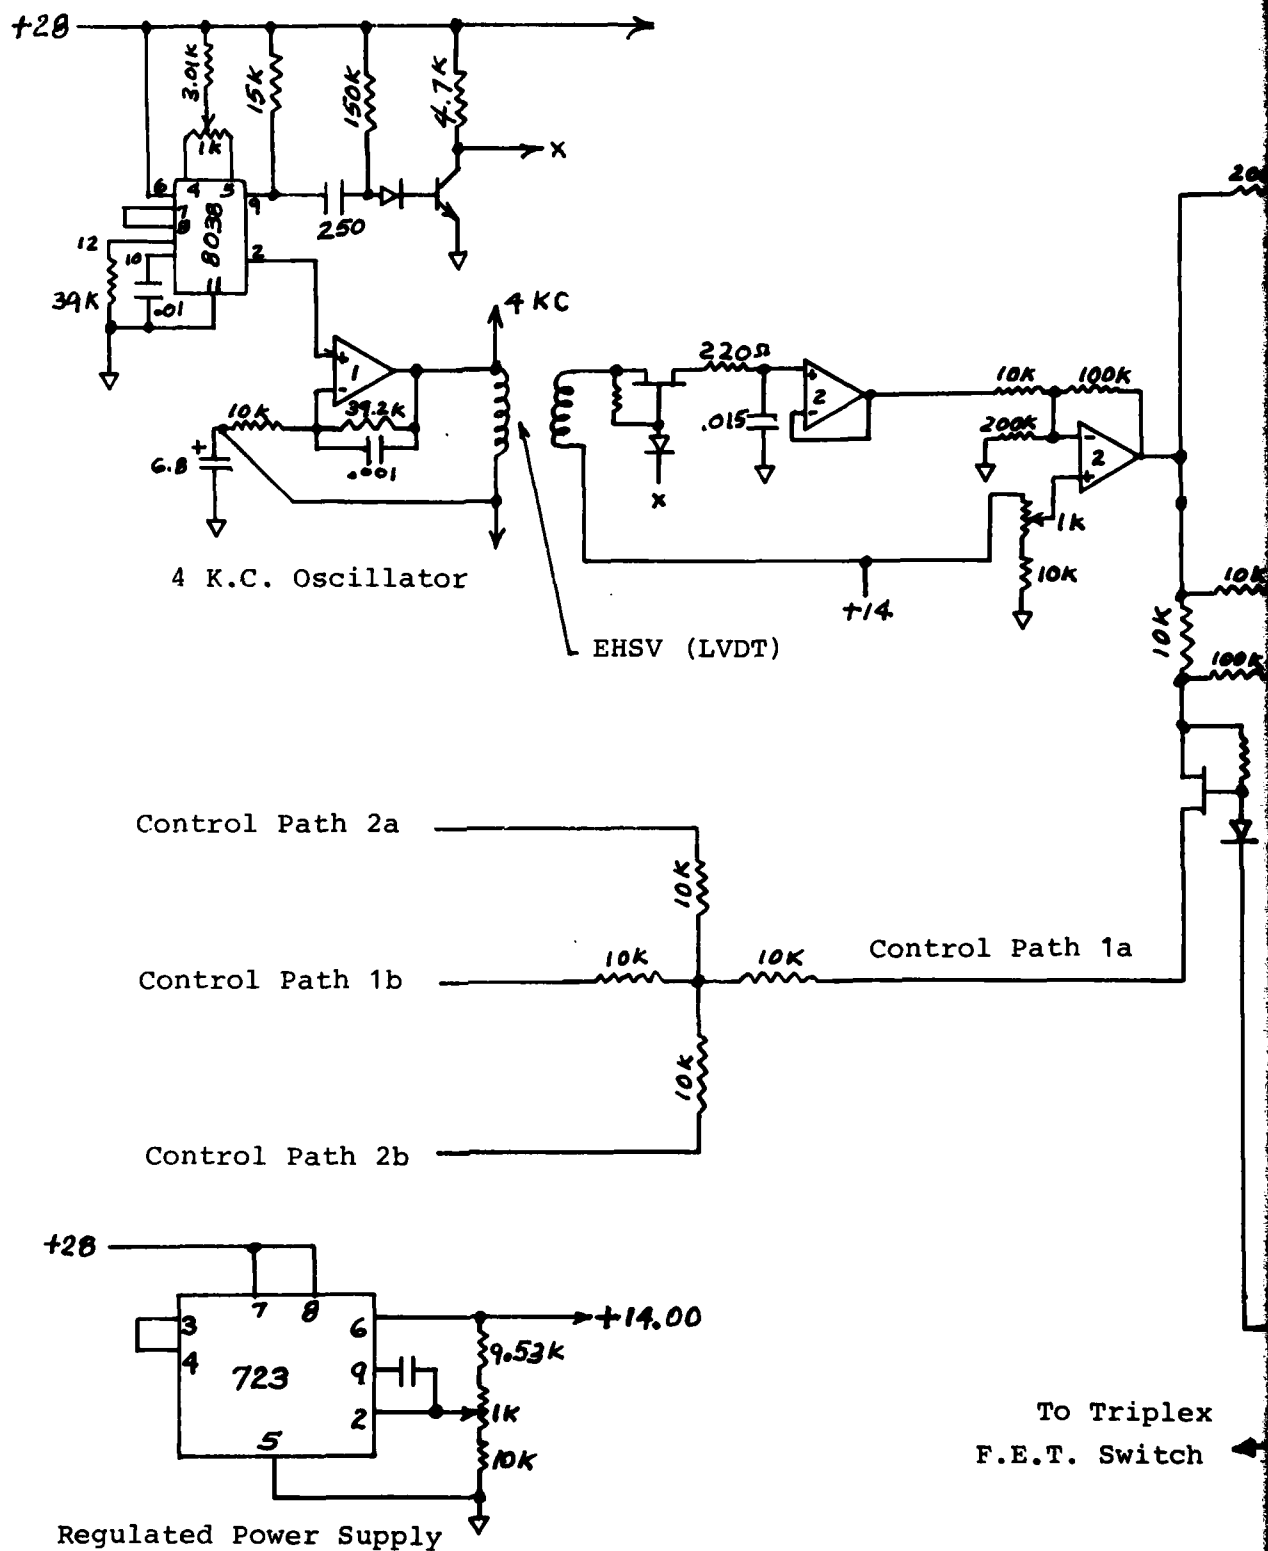 +28
3.01K
15K
150K
4.7K
1K
X
6
4
5
9
7
8
8038
250
12
10
2
39K
.01
11
4 KC
1
+
-
10K
39.2K
.001
+
6.8
220Ω
.015
+
-
2
X
10K
100K
200K
-
2
+
1K
10K
+14
10K
10K
100K
4 K.C. Oscillator
EHSV (LVDT)
Control Path 2a
10K
Control Path 1b
10K
10K
Control Path 1a
10K
Control Path 2b
+28
7
8
3
4
6
+14.00
9.53K
723
9
2
1K
5
10K
To Triplex
F.E.T. Switch
Regulated Power Supply